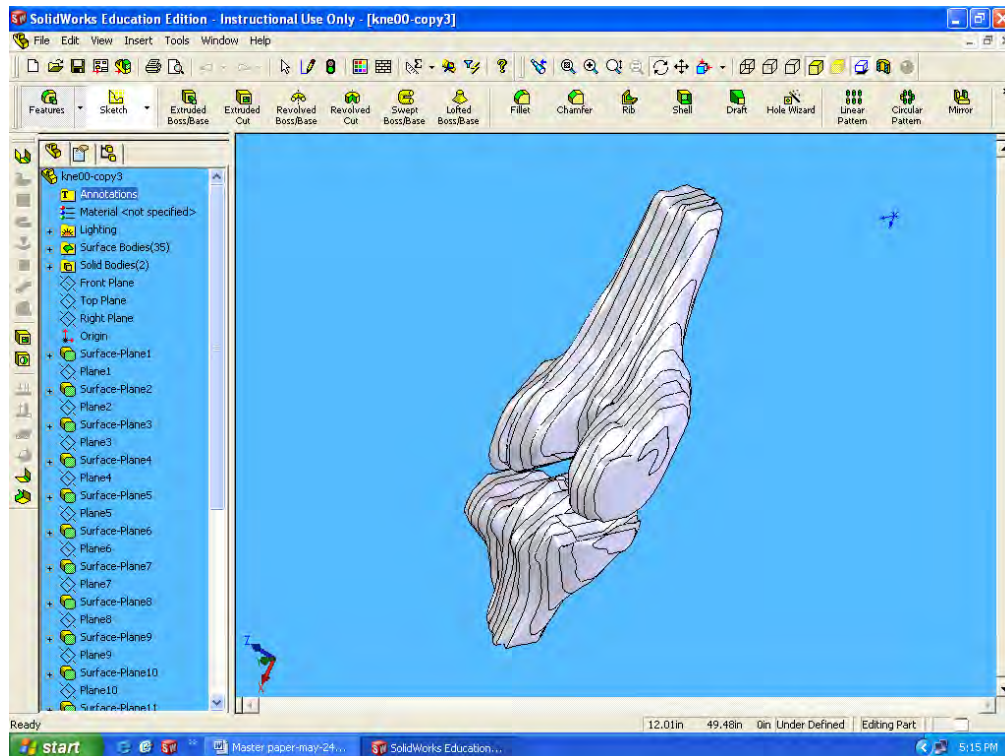 SolidWorks Education Edition - Instructional Use Only - [kne00-copy3]
File Edit View Insert Tools Window Help
Features Sketch Extruded Boss/Base Extruded Cut Revolved Boss/Base Revolved Cut Swept Boss/Base Lofted Boss/Base Fillet Chamfer Rib Shell Draft Hole Wizard Linear Pattern Circular Pattern Mirror
kne00-copy3
Annotations
Material <not specified>
Lighting
Surface Bodies(35)
Solid Bodies(2)
Front Plane
Top Plane
Right Plane
Origin
Surface-Plane1
Plane1
Surface-Plane2
Plane2
Surface-Plane3
Plane3
Surface-Plane4
Plane4
Surface-Plane5
Plane5
Surface-Plane6
Plane6
Surface-Plane7
Plane7
Surface-Plane8
Plane8
Surface-Plane9
Plane9
Surface-Plane10
Plane10
Surface-Plane11
Z
X
Ready 12.01in 49.48in 0in Under Defined Editing Part
start Master paper-may-24... SolidWorks Education... 5:15 PM